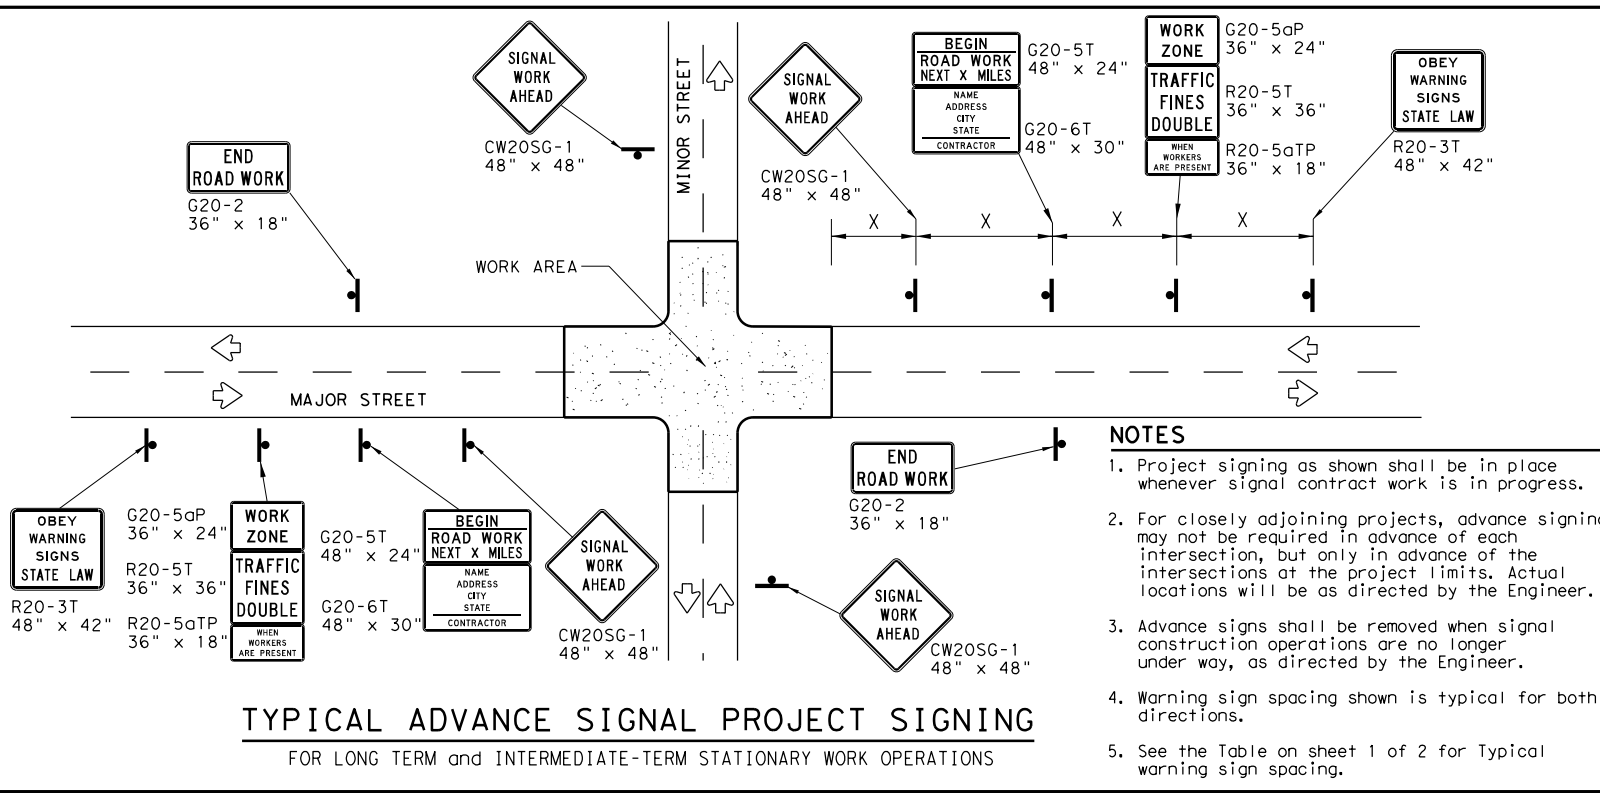 SIGNAL
WORK
AHEAD
CW20SG-1
48" x 48"
END
ROAD WORK
G20-2
36" x 18"
WORK AREA
MINOR STREET
SIGNAL
WORK
AHEAD
CW20SG-1
48" x 48"
BEGIN
ROAD WORK
NEXT X MILES
NAME
ADDRESS
CITY
STATE
CONTRACTOR
G20-5T
48" x 24"
G20-6T
48" x 30"
WORK
ZONE
TRAFFIC
FINES
DOUBLE
WHEN
WORKERS
ARE PRESENT
G20-5aP
36" x 24"
R20-5T
36" x 36"
R20-5aTP
36" x 18"
OBEY
WARNING
SIGNS
STATE LAW
R20-3T
48" x 42"
X
X
X
X
MAJOR STREET
OBEY
WARNING
SIGNS
STATE LAW
R20-3T
48" x 42"
G20-5aP
36" x 24"
R20-5T
36" x 36"
R20-5aTP
36" x 18"
WORK
ZONE
TRAFFIC
FINES
DOUBLE
WHEN
WORKERS
ARE PRESENT
G20-5T
48" x 24"
G20-6T
48" x 30"
BEGIN
ROAD WORK
NEXT X MILES
NAME
ADDRESS
CITY
STATE
CONTRACTOR
SIGNAL
WORK
AHEAD
CW20SG-1
48" x 48"
END
ROAD WORK
G20-2
36" x 18"
SIGNAL
WORK
AHEAD
CW20SG-1
48" x 48"
TYPICAL ADVANCE SIGNAL PROJECT SIGNING
FOR LONG TERM and INTERMEDIATE-TERM STATIONARY WORK OPERATIONS
NOTES
1. Project signing as shown shall be in place
whenever signal contract work is in progress.
2. For closely adjoining projects, advance signing
may not be required in advance of each
intersection, but only in advance of the
intersections at the project limits. Actual
locations will be as directed by the Engineer.
3. Advance signs shall be removed when signal
construction operations are no longer
under way, as directed by the Engineer.
4. Warning sign spacing shown is typical for both
directions.
5. See the Table on sheet 1 of 2 for Typical
warning sign spacing.